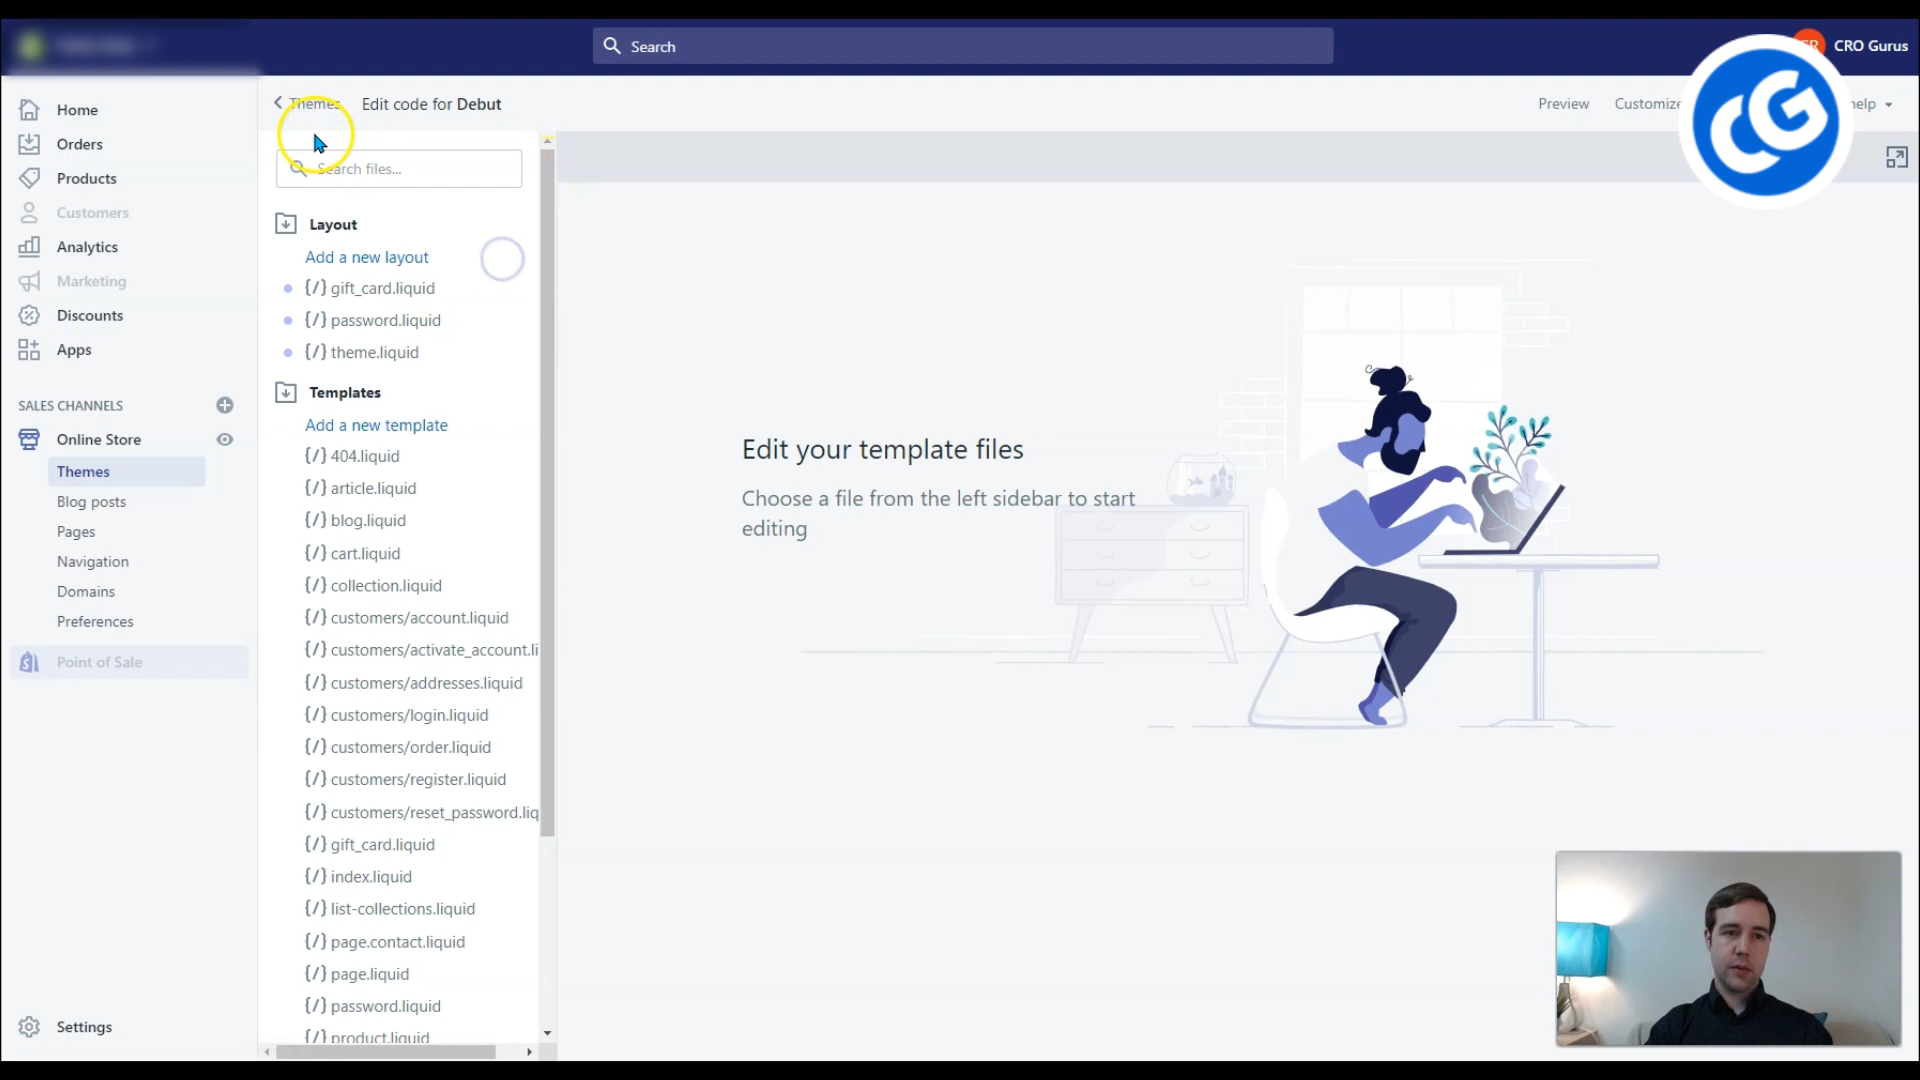 Search
CRO Gurus
Home
Orders
Products
Customers
Analytics
Marketing
Discounts
Apps
SALES CHANNELS
Online Store
Themes
Blog posts
Pages
Navigation
Domains
Preferences
Point of Sale
Settings
Themes
Edit code for Debut
Preview
Customize
help
Search files...
Layout
Add a new layout
{/} gift_card.liquid
{/} password.liquid
{/} theme.liquid
Templates
Add a new template
{/} 404.liquid
{/} article.liquid
{/} blog.liquid
{/} cart.liquid
{/} collection.liquid
{/} customers/account.liquid
{/} customers/activate_account.li
{/} customers/addresses.liquid
{/} customers/login.liquid
{/} customers/order.liquid
{/} customers/register.liquid
{/} customers/reset_password.liq
{/} gift_card.liquid
{/} index.liquid
{/} list-collections.liquid
{/} page.contact.liquid
{/} page.liquid
{/} password.liquid
{/} product.liquid
Edit your template files
Choose a file from the left sidebar to start
editing
CG